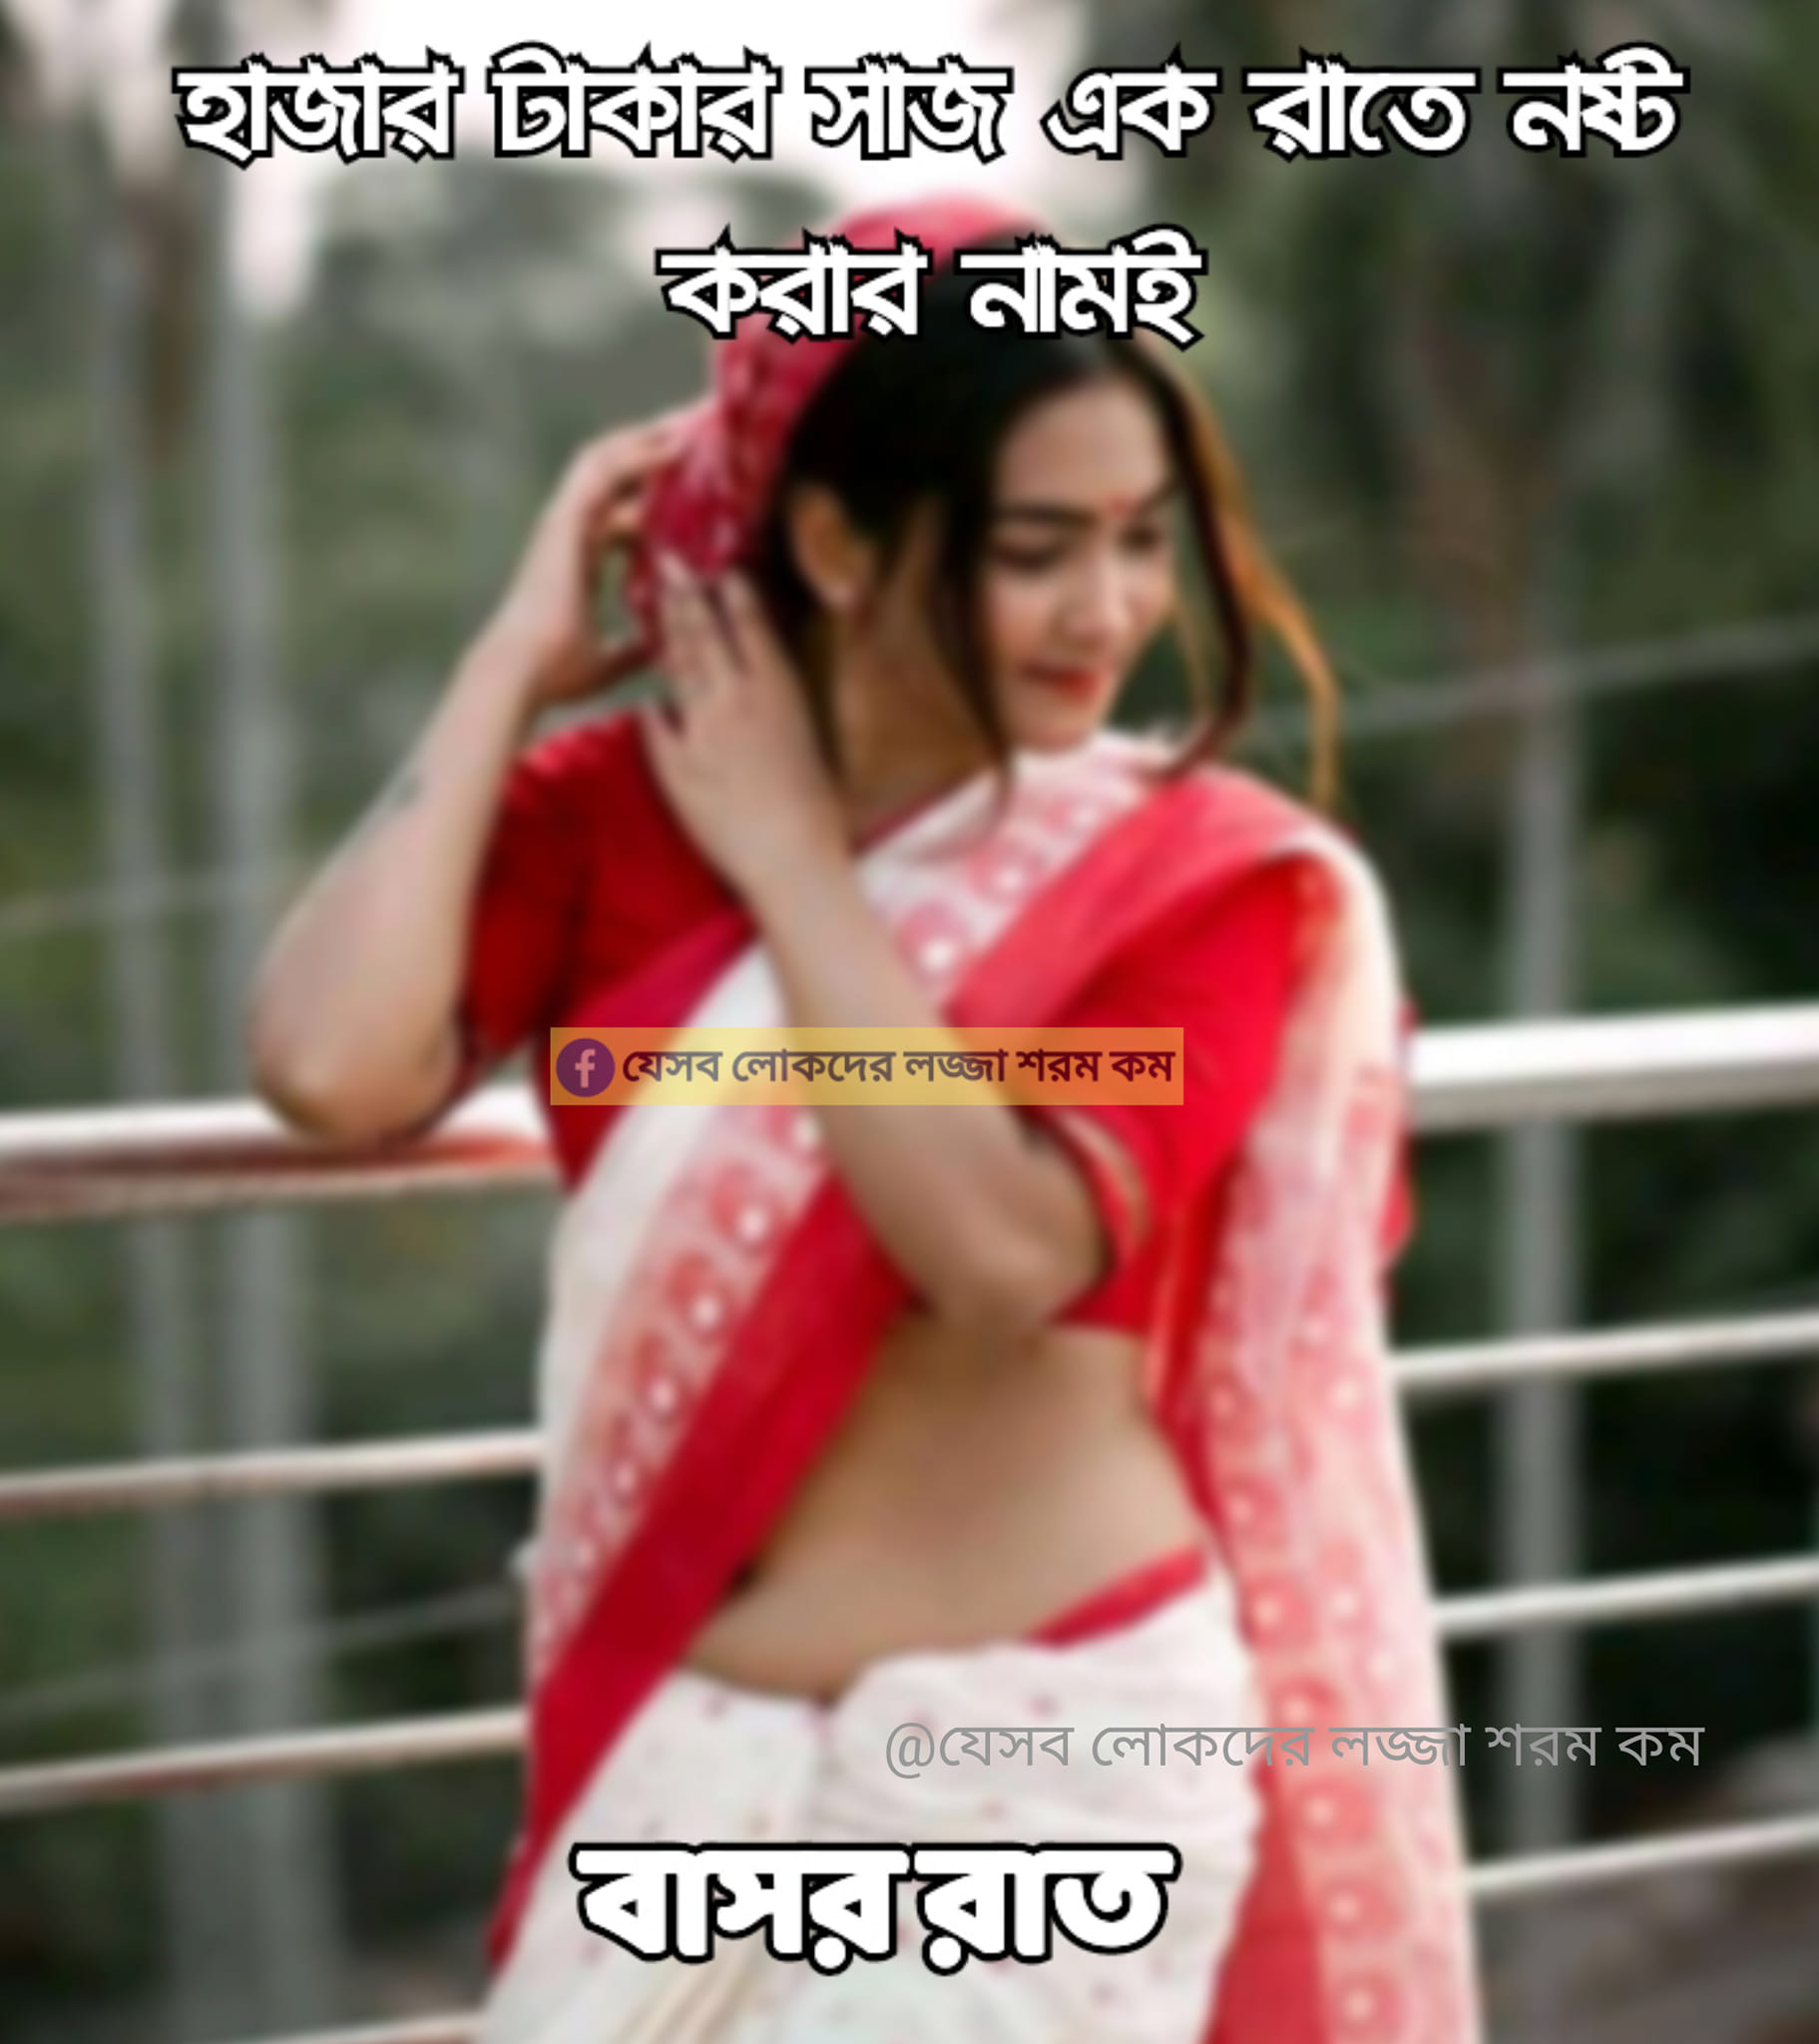 হাজার টাকার সাজ এক রাতে নষ্ট
করার নামই
যেসব লোকদের লজ্জা শরম কম
@যেসব লোকদের লজ্জা শরম কম
বাসর রাত